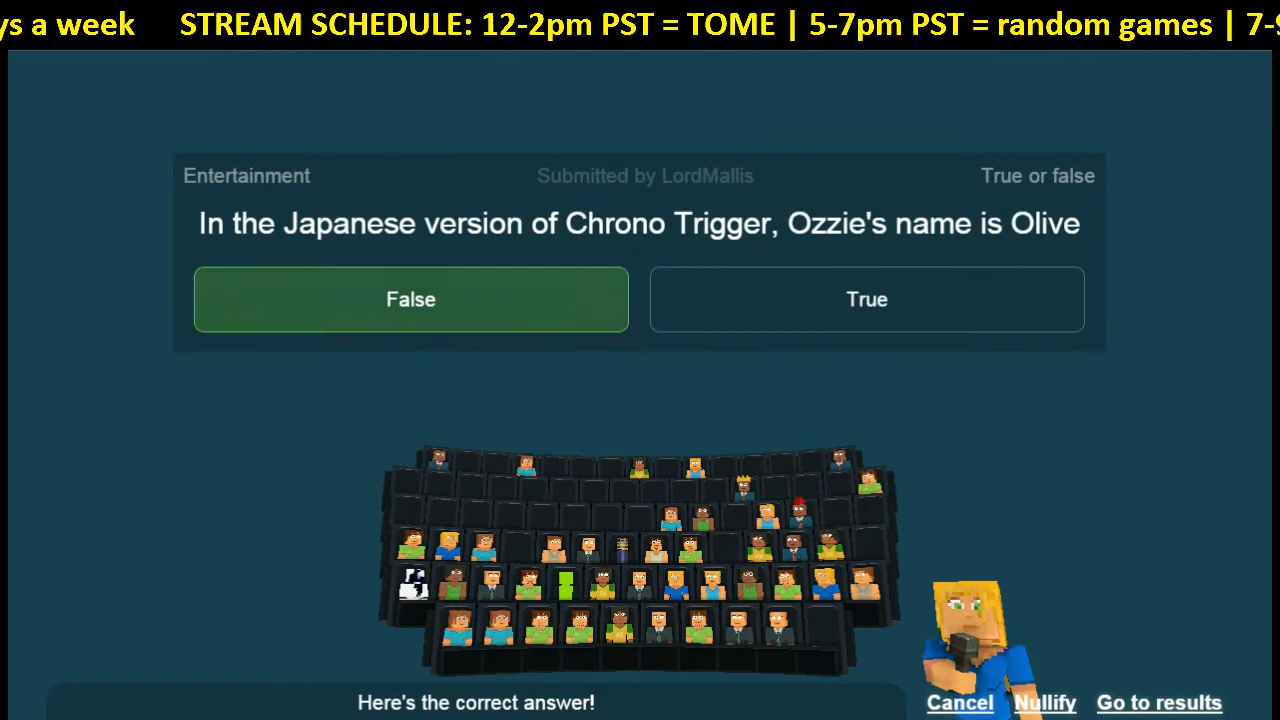 ys a week STREAM SCHEDULE: 12-2pm PST = TOME | 5-7pm PST = random games | 7-
Entertainment Submitted by LordMallis True or false
In the Japanese version of Chrono Trigger, Ozzie's name is Olive
False True
Here's the correct answer! Cancel Nullify Go to results